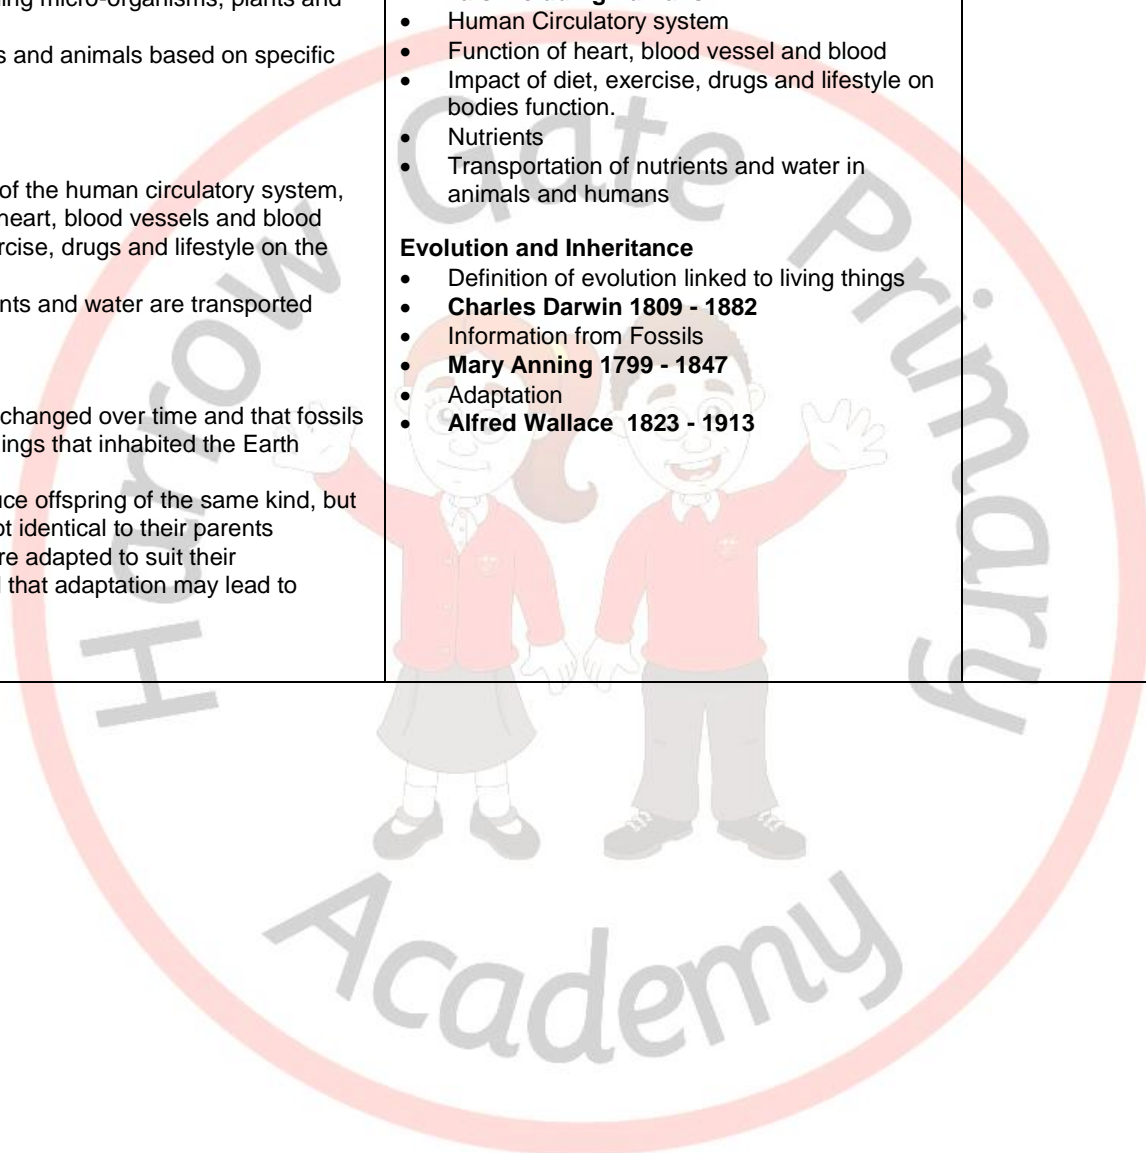 ing micro-organisms, plants and
s and animals based on specific
of the human circulatory system,
heart, blood vessels and blood
rcise, drugs and lifestyle on the
nts and water are transported
changed over time and that fossils
ings that inhabited the Earth
uce offspring of the same kind, but
ot identical to their parents
re adapted to suit their
that adaptation may lead to
• Human Circulatory system
• Function of heart, blood vessel and blood
• Impact of diet, exercise, drugs and lifestyle on
bodies function.
• Nutrients
• Transportation of nutrients and water in
animals and humans
Evolution and Inheritance
• Definition of evolution linked to living things
• Charles Darwin 1809 - 1882
• Information from Fossils
• Mary Anning 1799 - 1847
• Adaptation
• Alfred Wallace 1823 - 1913
Harrow Gate Primary
Academy